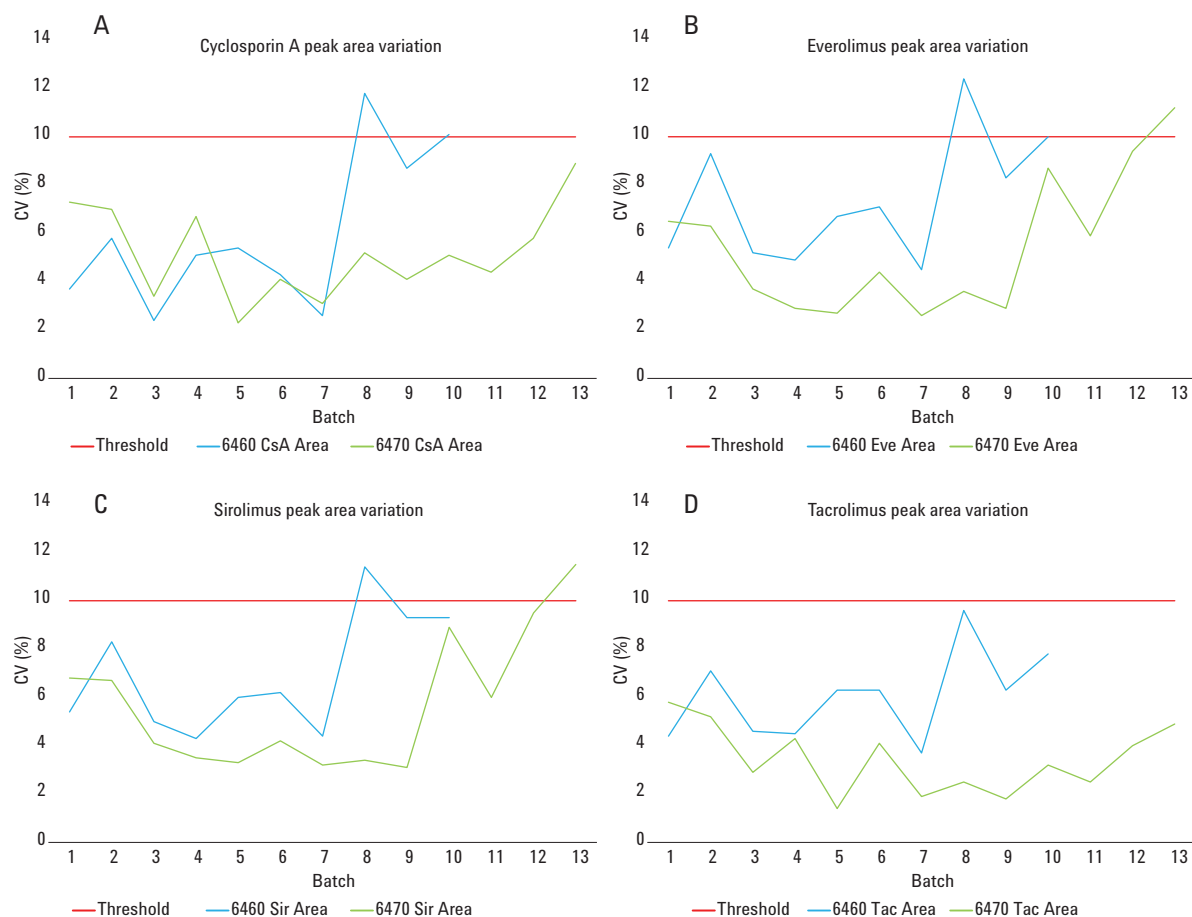 A
Cyclosporin A peak area variation
14
12
10
8
6
4
2
0
CV (%)
1 2 3 4 5 6 7 8 9 10 11 12 13
Batch
Threshold 6460 CsA Area 6470 CsA Area
B
Everolimus peak area variation
14
12
10
8
6
4
2
0
CV (%)
1 2 3 4 5 6 7 8 9 10 11 12 13
Batch
Threshold 6460 Eve Area 6470 Eve Area
C
Sirolimus peak area variation
14
12
10
8
6
4
2
0
CV (%)
1 2 3 4 5 6 7 8 9 10 11 12 13
Batch
Threshold 6460 Sir Area 6470 Sir Area
D
Tacrolimus peak area variation
14
12
10
8
6
4
2
0
CV (%)
1 2 3 4 5 6 7 8 9 10 11 12 13
Batch
Threshold 6460 Tac Area 6470 Tac Area